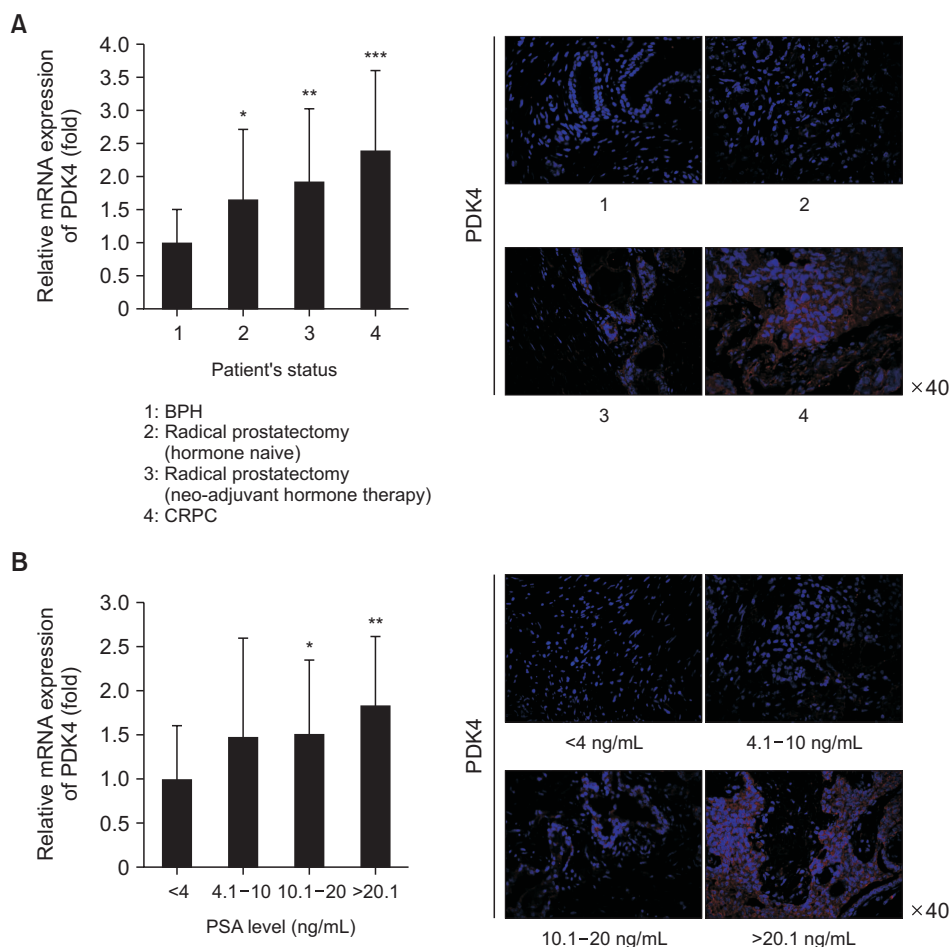 A
Relative mRNA expression
of PDK4 (fold)
4.0
3.5
3.0
2.5
2.0
1.5
1.0
0.5
0
*
**
***
1 2 3 4
Patient's status
1: BPH
2: Radical prostatectomy
(hormone naive)
3: Radical prostatectomy
(neo-adjuvant hormone therapy)
4: CRPC
PDK4
1 2
3 4
×40
B
Relative mRNA expression
of PDK4 (fold)
3.0
2.5
2.0
1.5
1.0
0.5
0
*
**
<4 4.1−10 10.1−20 >20.1
PSA level (ng/mL)
PDK4
<4 ng/mL 4.1−10 ng/mL
10.1−20 ng/mL >20.1 ng/mL
×40